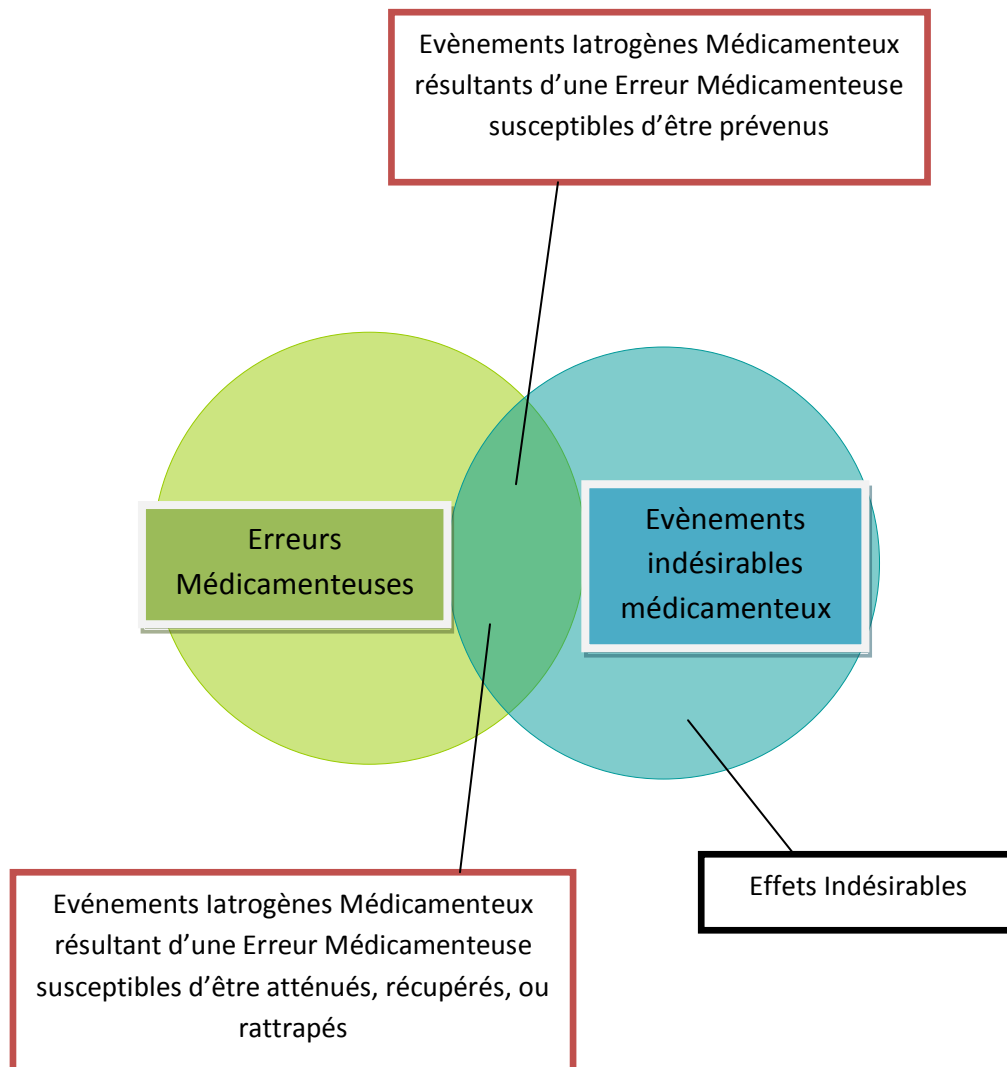 Evènements Iatrogènes Médicamenteux
résultants d’une Erreur Médicamenteuse
susceptibles d’être prévenus
Erreurs
Médicamenteuses
Evènements
indésirables
médicamenteux
Effets Indésirables
Evénements Iatrogènes Médicamenteux
résultant d’une Erreur Médicamenteuse
susceptibles d’être atténués, récupérés, ou
rattrapés